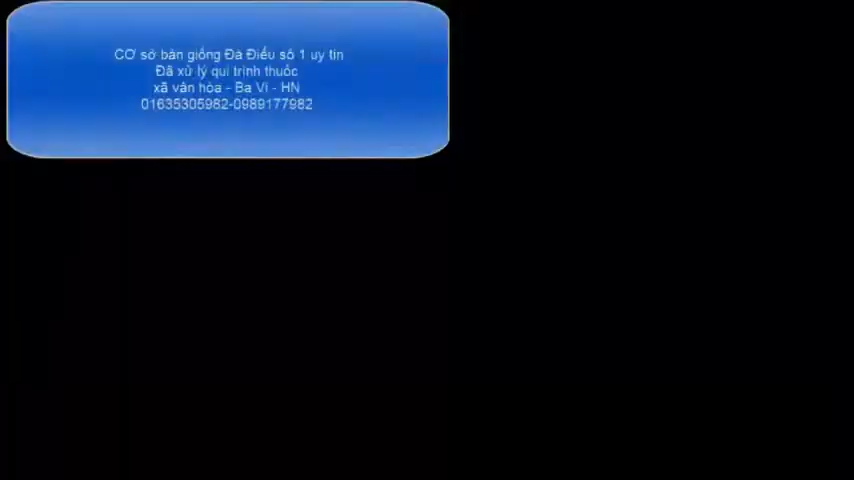 CƠ sở bán giống Đà Điểu số 1 uy tín
Đã xử lý qui trình thuốc
xã vân hòa - Ba Vì - HN
01635305982-0989177982